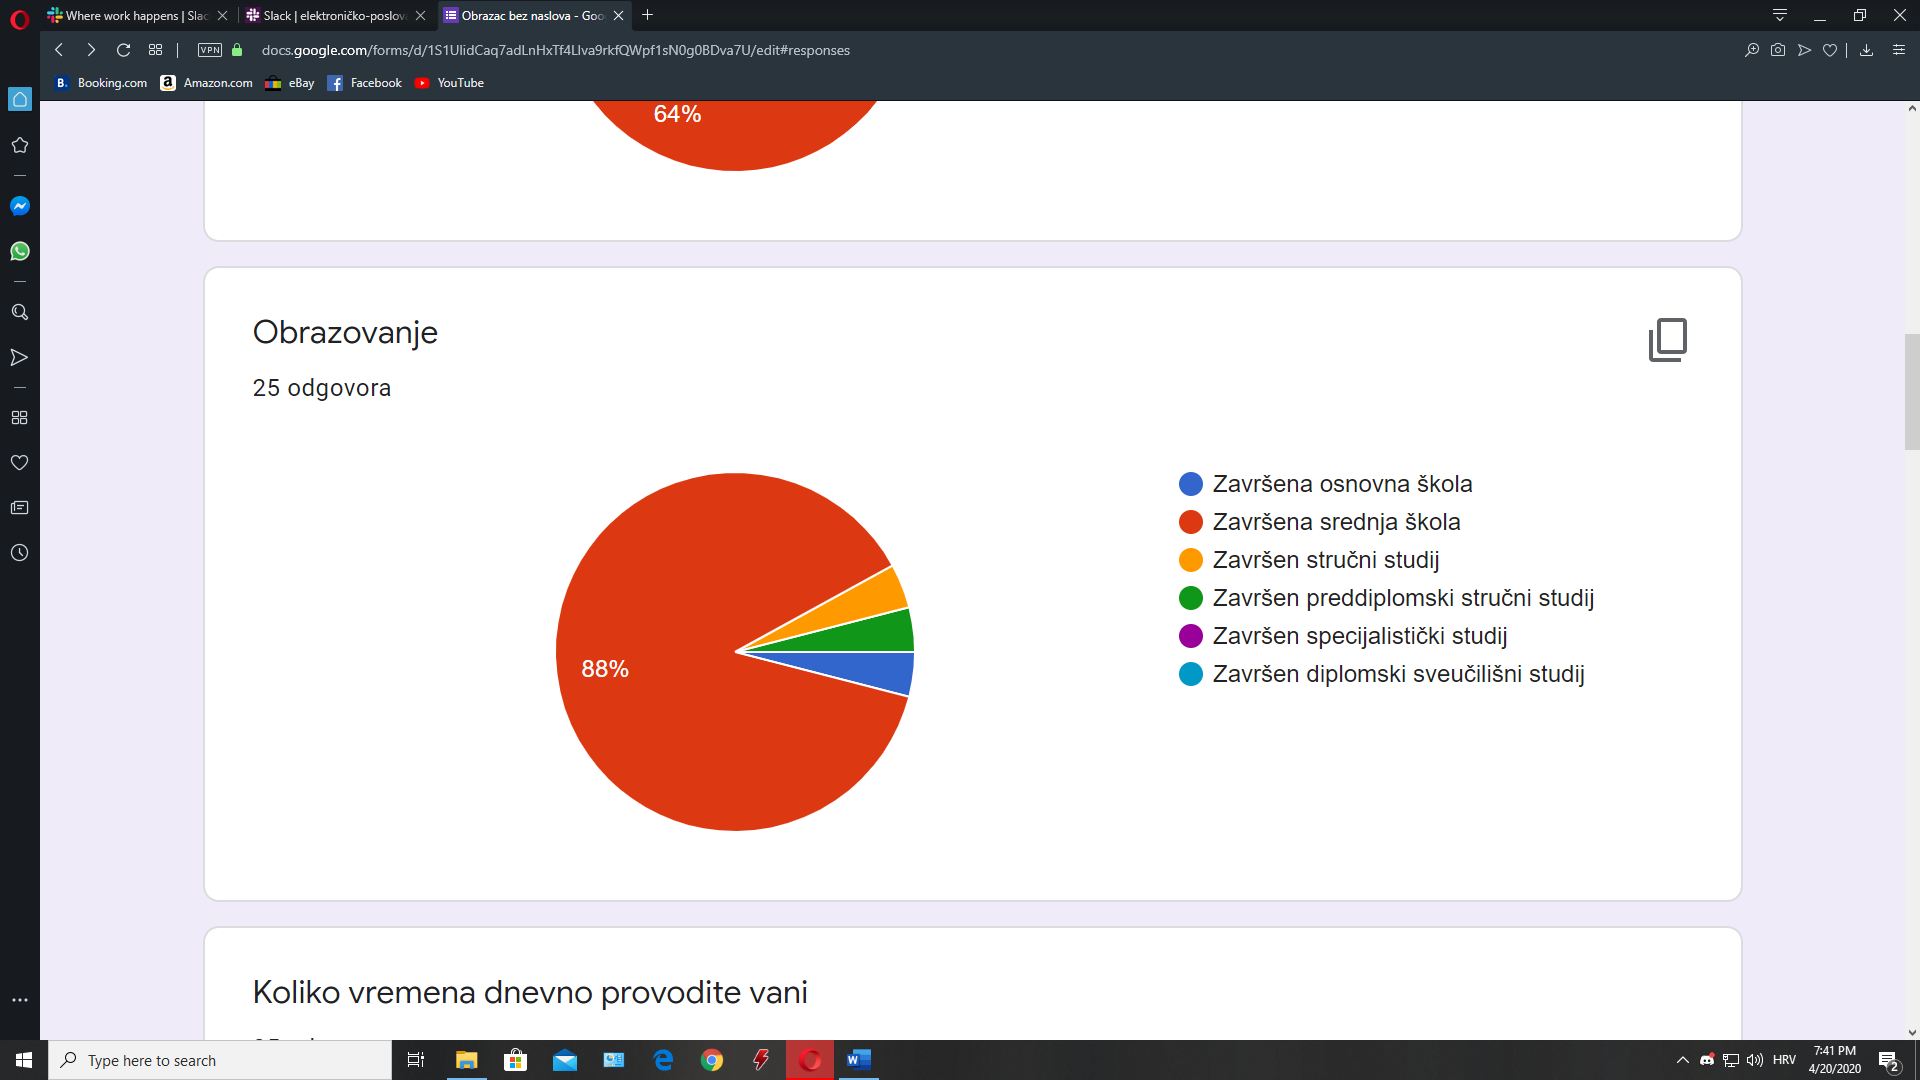 Where work happens | Slac
Slack | elektroničko-poslova
Obrazac bez naslova - Goo
VPN
docs.google.com/forms/d/1S1UlidCaq7adLnHxTf4Llva9rkfQWpf1sN0g0BDva7U/edit#responses
B. Booking.com
a Amazon.com
eBay
Facebook
YouTube
64%
Obrazovanje
25 odgovora
88%
Završena osnovna škola
Završena srednja škola
Završen stručni studij
Završen preddiplomski stručni studij
Završen specijalistički studij
Završen diplomski sveučilišni studij
Koliko vremena dnevno provodite vani
Type here to search
HRV
7:41 PM
4/20/2020
2